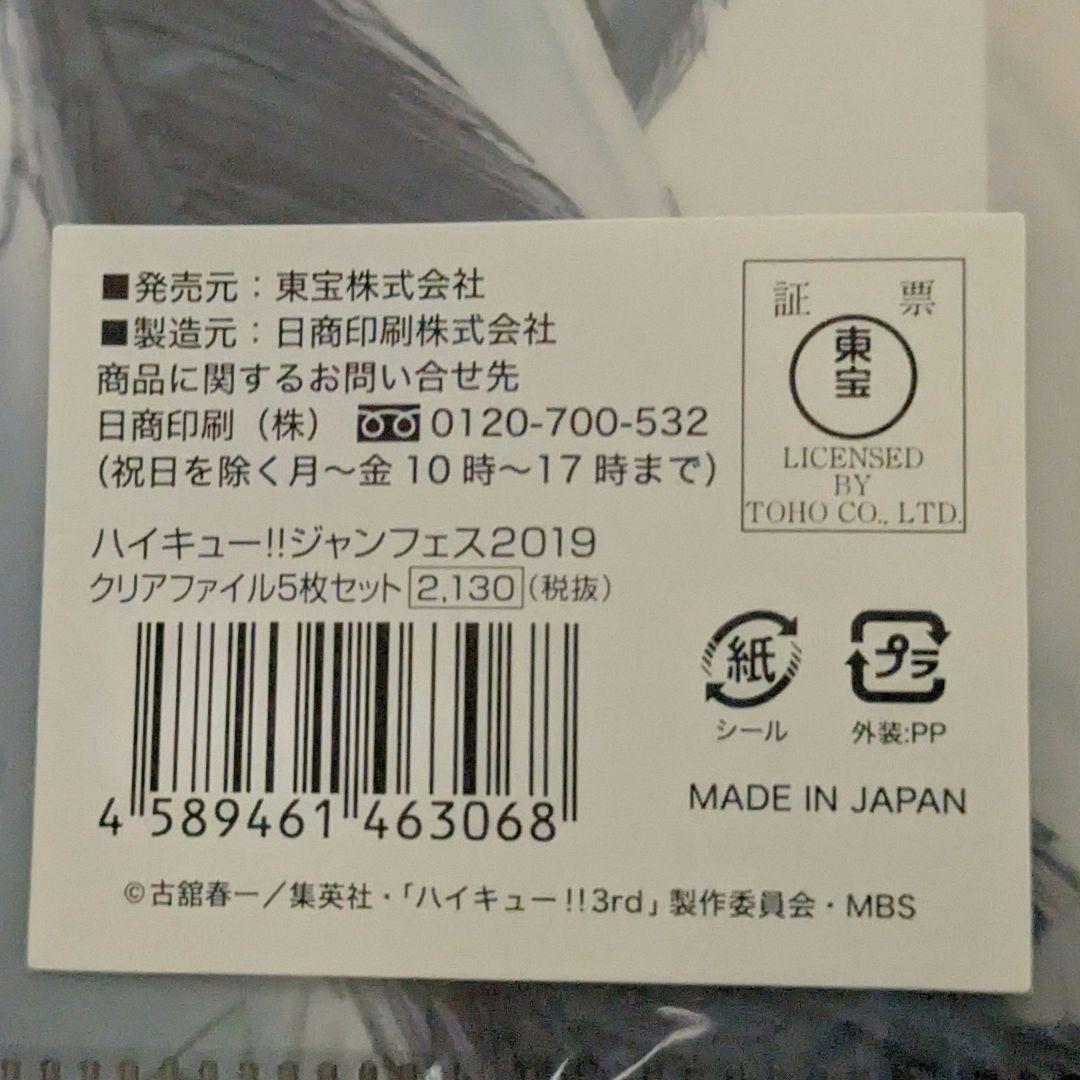 ■発売元：東宝株式会社
■製造元：日商印刷株式会社
商品に関するお問い合せ先
日商印刷（株） 0120-700-532
（祝日を除く月～金10時～17時まで）
証 票
東宝
LICENSED
BY
TOHO CO., LTD.
ハイキュー!!ジャンフェス2019
クリアファイル5枚セット 2,130（税抜）
4 589461 463068
紙
シール
プラ
外装:PP
MADE IN JAPAN
©古舘春一／集英社・「ハイキュー!!3rd」製作委員会・MBS